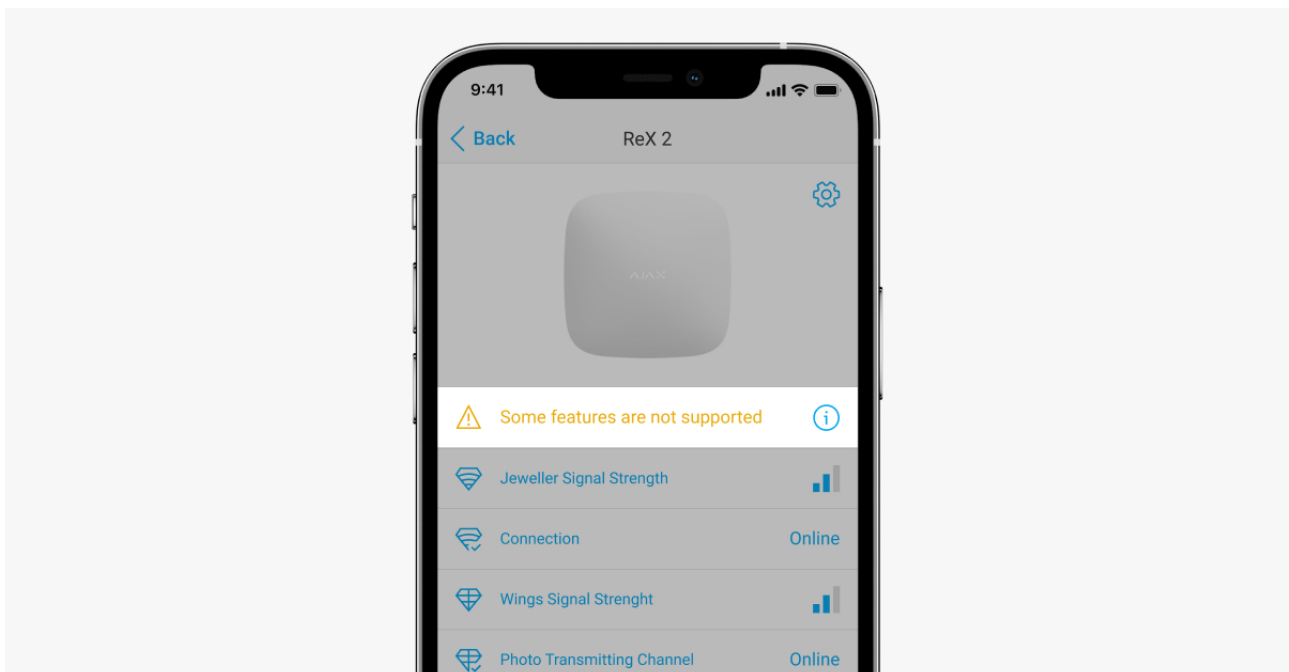 9:41
Back
ReX 2
AJAX
Some features are not supported
Jeweller Signal Strength
Connection
Online
Wings Signal Strenght
Photo Transmitting Channel
Online